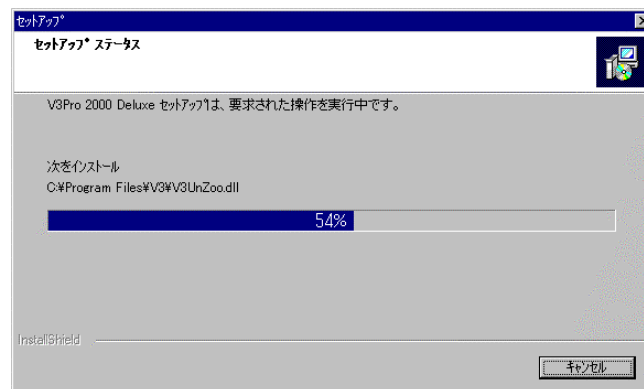 セットアップ
セットアップ ステータス
V3Pro 2000 Deluxe セットアップは、要求された操作を実行中です。
次をインストール
C:¥Program Files¥V3¥V3UnZoo.dll
54%
InstallShield
キャンセル